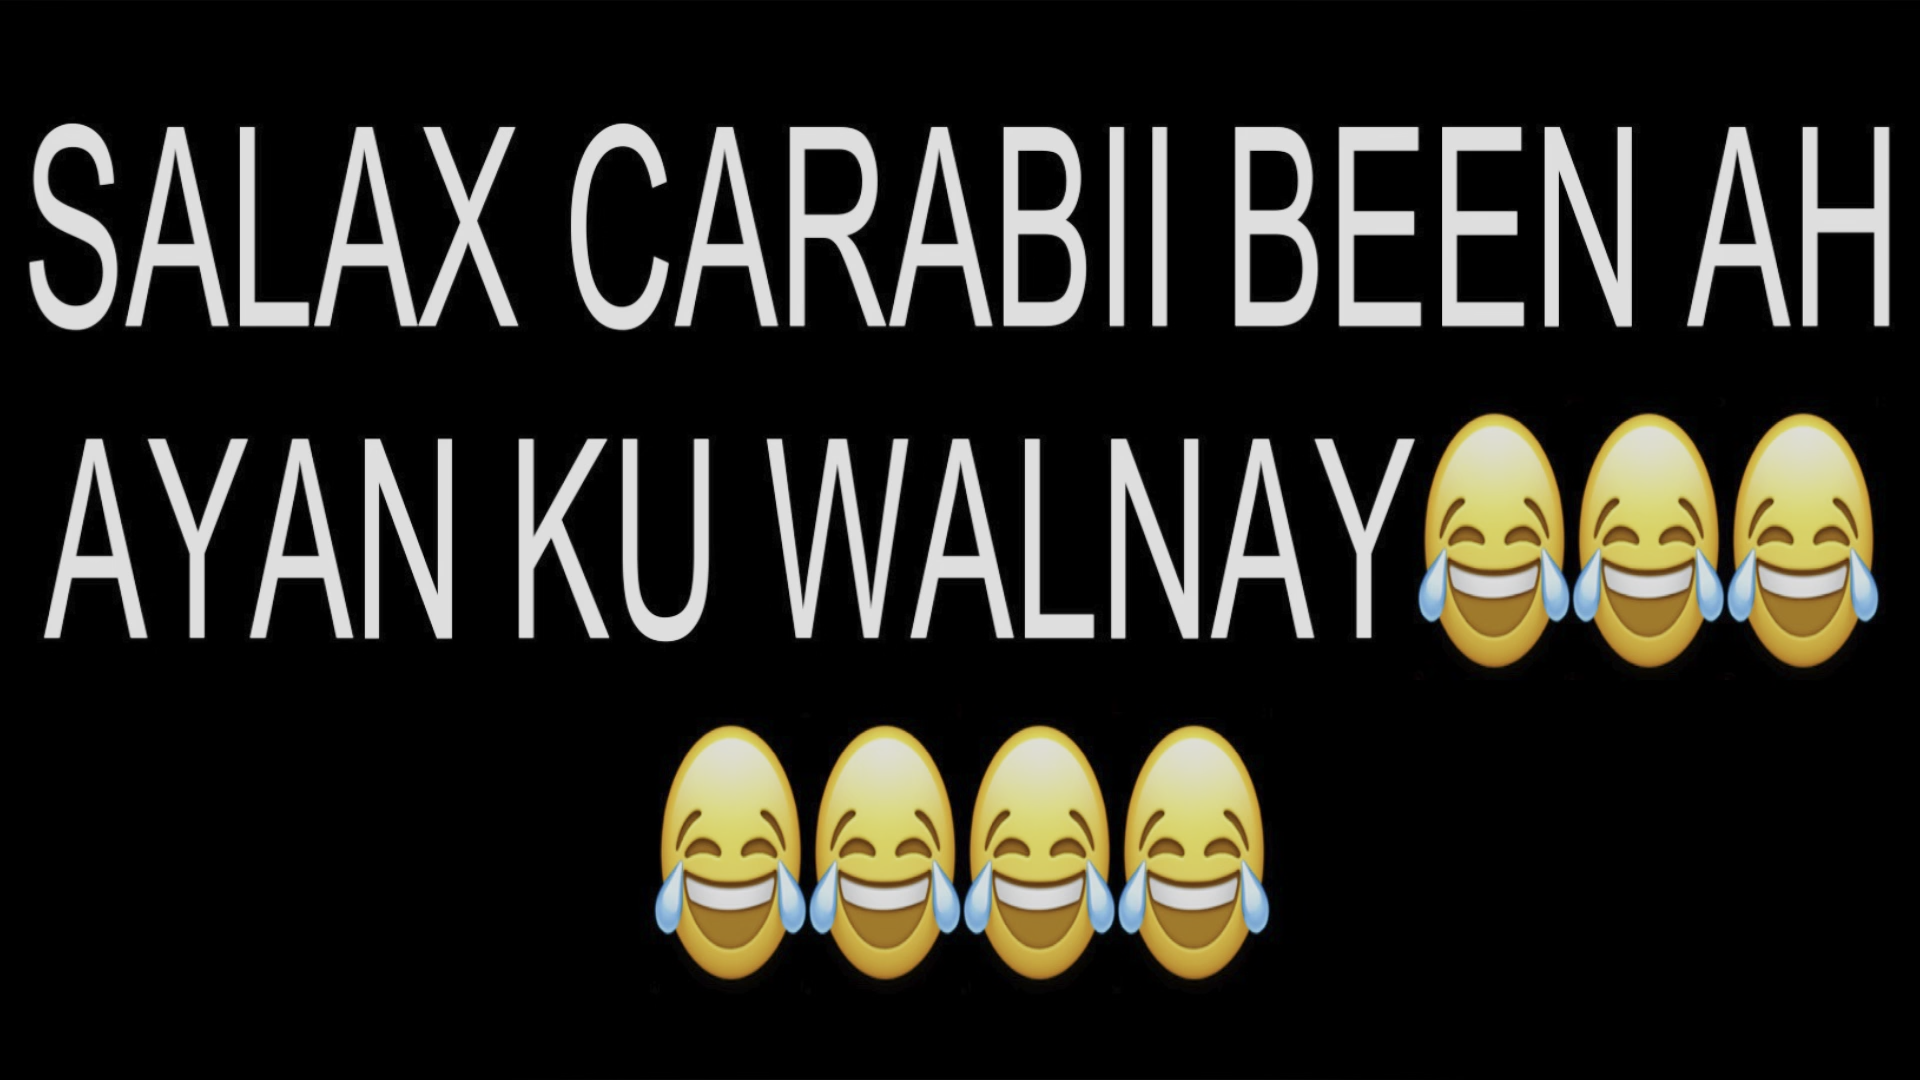 SALAX CARABII BEEN AH
AYAN KU WALNAY😂😂😂
😂😂😂😂